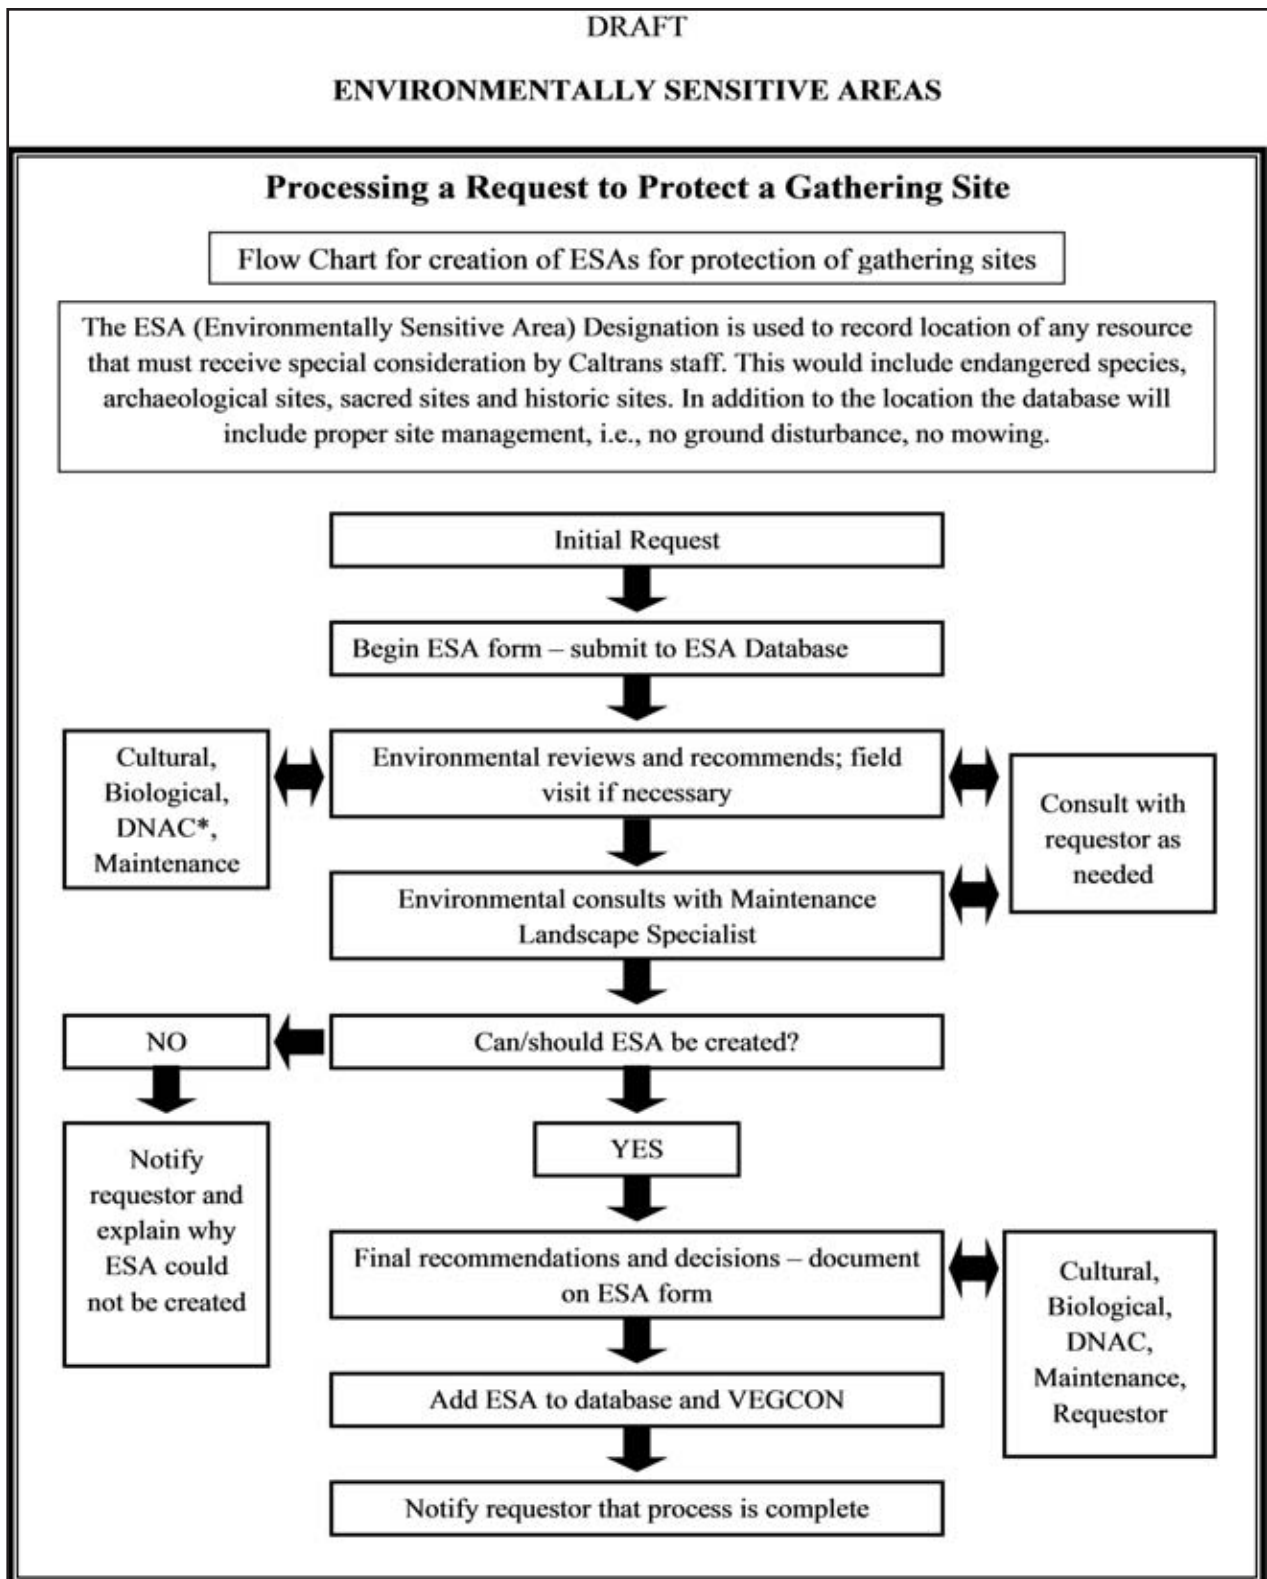 DRAFT
ENVIRONMENTALLY SENSITIVE AREAS
Processing a Request to Protect a Gathering Site
Flow Chart for creation of ESAs for protection of gathering sites
The ESA (Environmentally Sensitive Area) Designation is used to record location of any resource
that must receive special consideration by Caltrans staff. This would include endangered species,
archaeological sites, sacred sites and historic sites. In addition to the location the database will
include proper site management, i.e., no ground disturbance, no mowing.
Initial Request
Begin ESA form – submit to ESA Database
Cultural,
Biological,
DNAC*,
Maintenance
Environmental reviews and recommends; field
visit if necessary
Consult with
requestor as
needed
Environmental consults with Maintenance
Landscape Specialist
NO
Can/should ESA be created?
Notify
requestor and
explain why
ESA could
not be created
YES
Final recommendations and decisions – document
on ESA form
Cultural,
Biological,
DNAC,
Maintenance,
Requestor
Add ESA to database and VEGCON
Notify requestor that process is complete